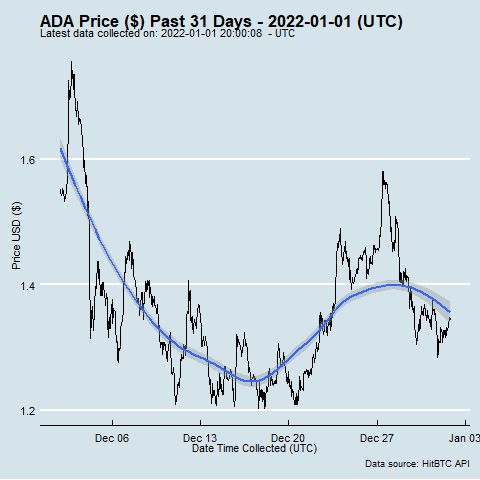 ADA Price ($) Past 31 Days - 2022-01-01 (UTC)
Latest data collected on: 2022-01-01 20:00:08 - UTC
Price USD ($)
1.6
1.4
1.2
Dec 06 Dec 13 Dec 20 Dec 27 Jan 03
Date Time Collected (UTC)
Data source: HitBTC API